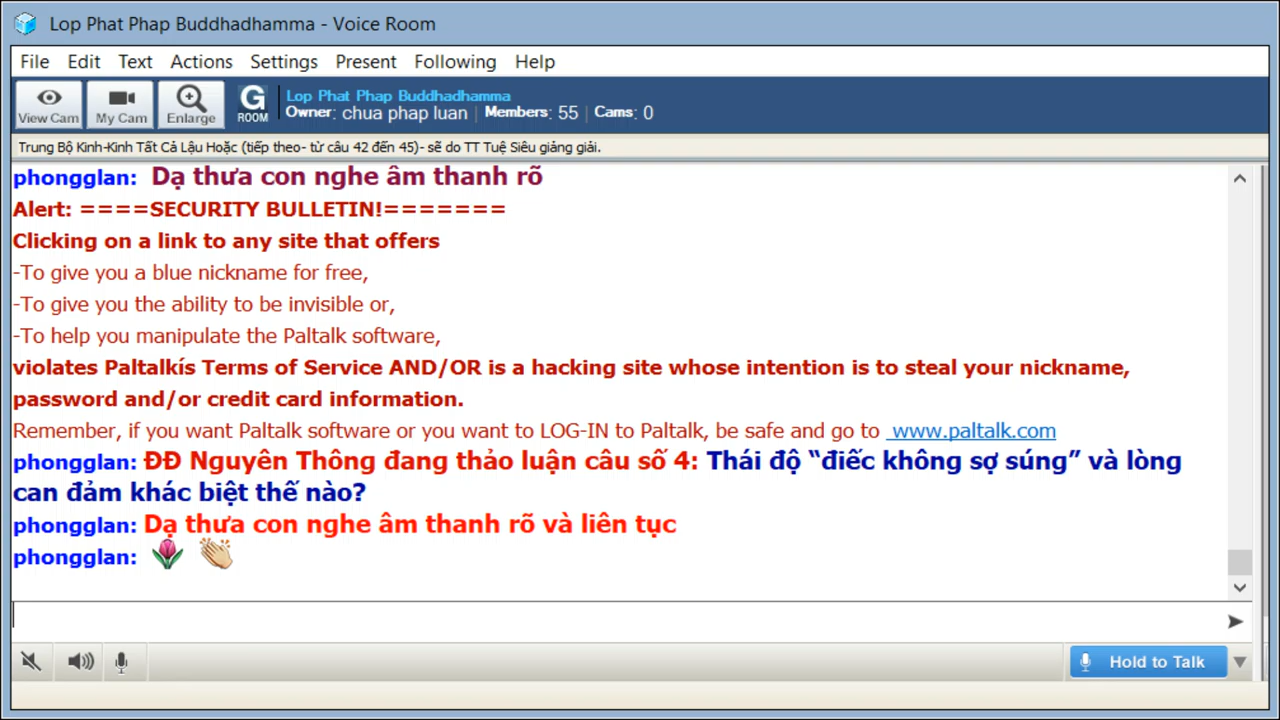 Lop Phat Phap Buddhadhamma - Voice Room
File Edit Text Actions Settings Present Following Help
View Cam My Cam Enlarge G ROOM
Lop Phat Phap Buddhadhamma
Owner: chua phap luan | Members: 55 | Cams: 0
Trung Bộ Kinh-Kinh Tất Cả Lậu Hoặc (tiếp theo- từ câu 42 đến 45)- sẽ do TT Tuệ Siêu giảng giải.
phongglan: Dạ thưa con nghe âm thanh rõ
Alert: ====SECURITY BULLETIN!=======
Clicking on a link to any site that offers
-To give you a blue nickname for free,
-To give you the ability to be invisible or,
-To help you manipulate the Paltalk software,
violates Paltalkís Terms of Service AND/OR is a hacking site whose intention is to steal your nickname,
password and/or credit card information.
Remember, if you want Paltalk software or you want to LOG-IN to Paltalk, be safe and go to www.paltalk.com
phongglan: ĐĐ Nguyên Thông đang thảo luận câu số 4: Thái độ “điếc không sợ súng” và lòng
can đảm khác biệt thế nào?
phongglan: Dạ thưa con nghe âm thanh rõ và liên tục
phongglan:
Hold to Talk